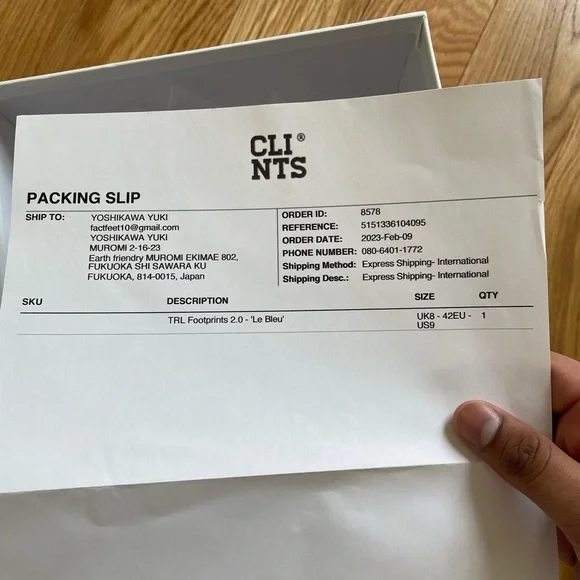 CLI®
NTS
PACKING SLIP
SHIP TO:
YOSHIKAWA YUKI
factfeet10@gmail.com
YOSHIKAWA YUKI
MUROMI 2-16-23
Earth friendry MUROMI EKIMAE 802,
FUKUOKA SHI SAWARA KU
FUKUOKA, 814-0015, Japan
ORDER ID: 8578
REFERENCE: 5151336104095
ORDER DATE: 2023-Feb-09
PHONE NUMBER: 080-6401-1772
Shipping Method: Express Shipping- International
Shipping Desc.: Express Shipping- International
SKU DESCRIPTION SIZE QTY
TRL Footprints 2.0 - 'Le Bleu' UK8 - 42EU - 1
US9